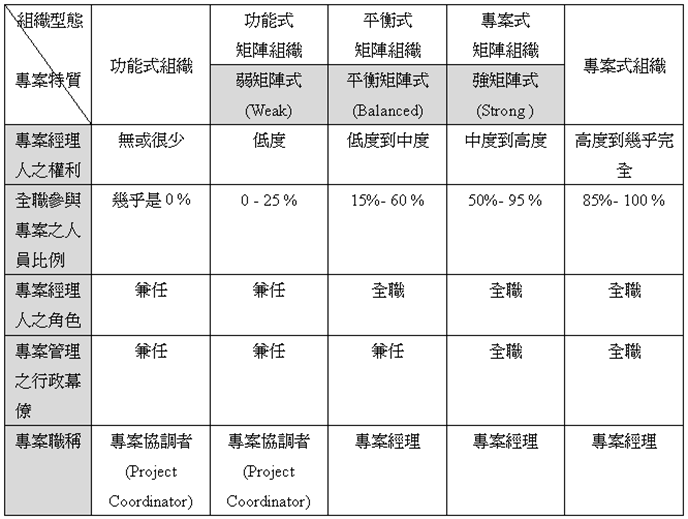 組織型態
專案特質
功能式組織
功能式
矩陣組織
平衡式
矩陣組織
專案式
矩陣組織
專案式組織
弱矩陣式
(Weak)
平衡矩陣式
(Balanced)
強矩陣式
(Strong )
專案經理
人之權利
無或很少
低度
低度到中度
中度到高度
高度到幾乎完
全
全職參與
專案之人
員比例
幾乎是 0 %
0 - 25 %
15%- 60 %
50%- 95 %
85%- 100 %
專案經理
人之角色
兼任
兼任
全職
全職
全職
專案管理
之行政幕
僚
兼任
兼任
兼任
全職
全職
專案職稱
專案協調者
(Project
Coordinator)
專案協調者
(Project
Coordinator)
專案經理
專案經理
專案經理